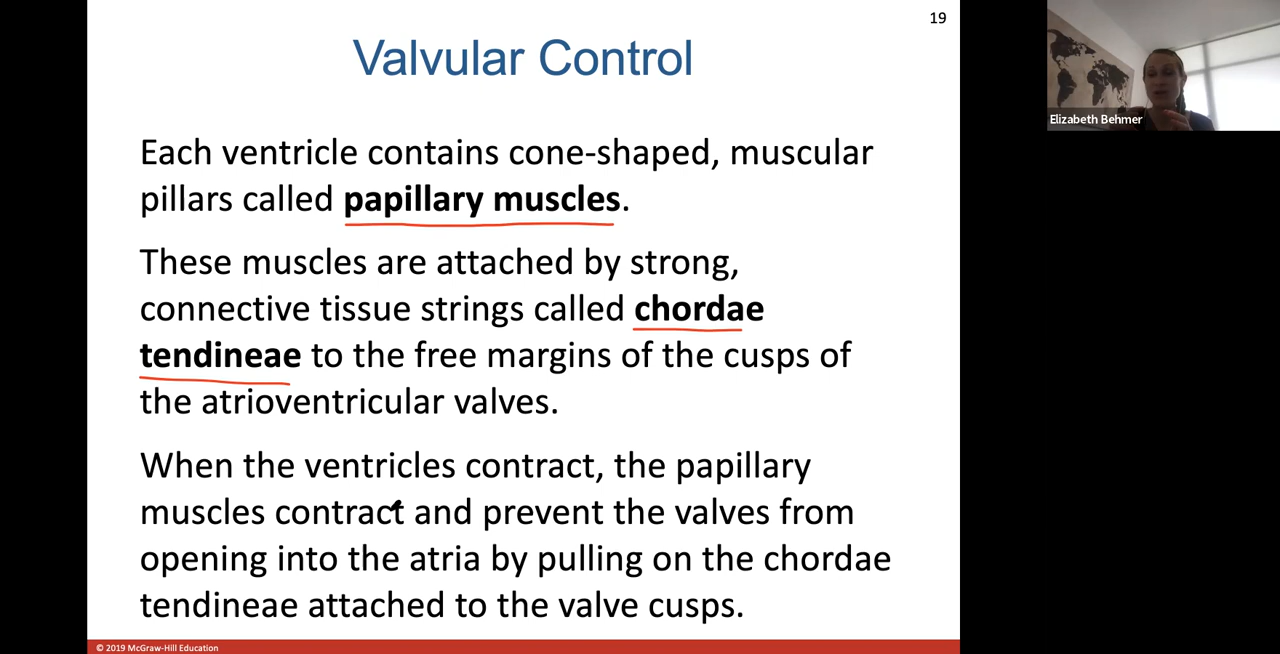 19
Valvular Control
Elizabeth Behmer
Each ventricle contains cone-shaped, muscular
pillars called papillary muscles.
These muscles are attached by strong,
connective tissue strings called chordae
tendineae to the free margins of the cusps of
the atrioventricular valves.
When the ventricles contract, the papillary
muscles contract and prevent the valves from
opening into the atria by pulling on the chordae
tendineae attached to the valve cusps.
© 2019 McGraw-Hill Education